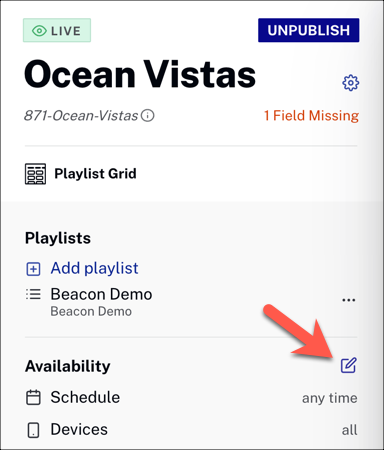 LIVE
UNPUBLISH
Ocean Vistas
871-Ocean-Vistas
1 Field Missing
Playlist Grid
Playlists
Add playlist
Beacon Demo
Beacon Demo
Availability
Schedule any time
Devices all